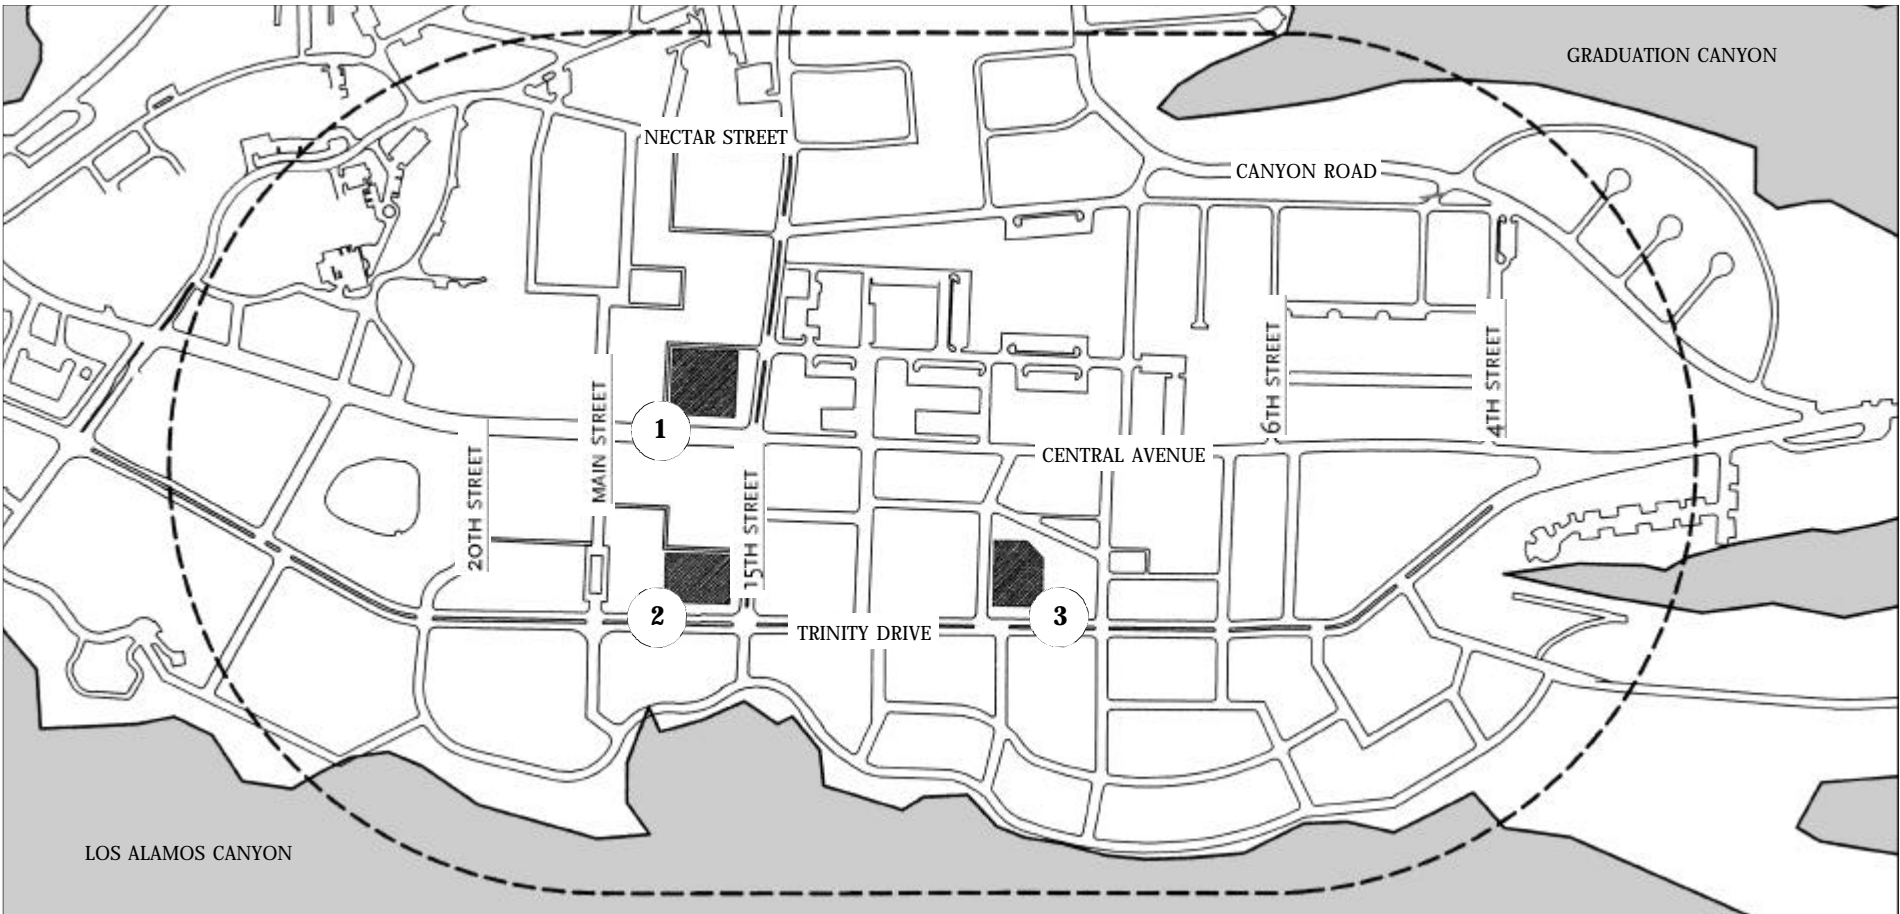 GRADUATION CANYON
NECTAR STREET
CANYON ROAD
6TH STREET
4TH STREET
MAIN STREET
1
20TH STREET
15TH STREET
CENTRAL AVENUE
2
3
TRINITY DRIVE
LOS ALAMOS CANYON